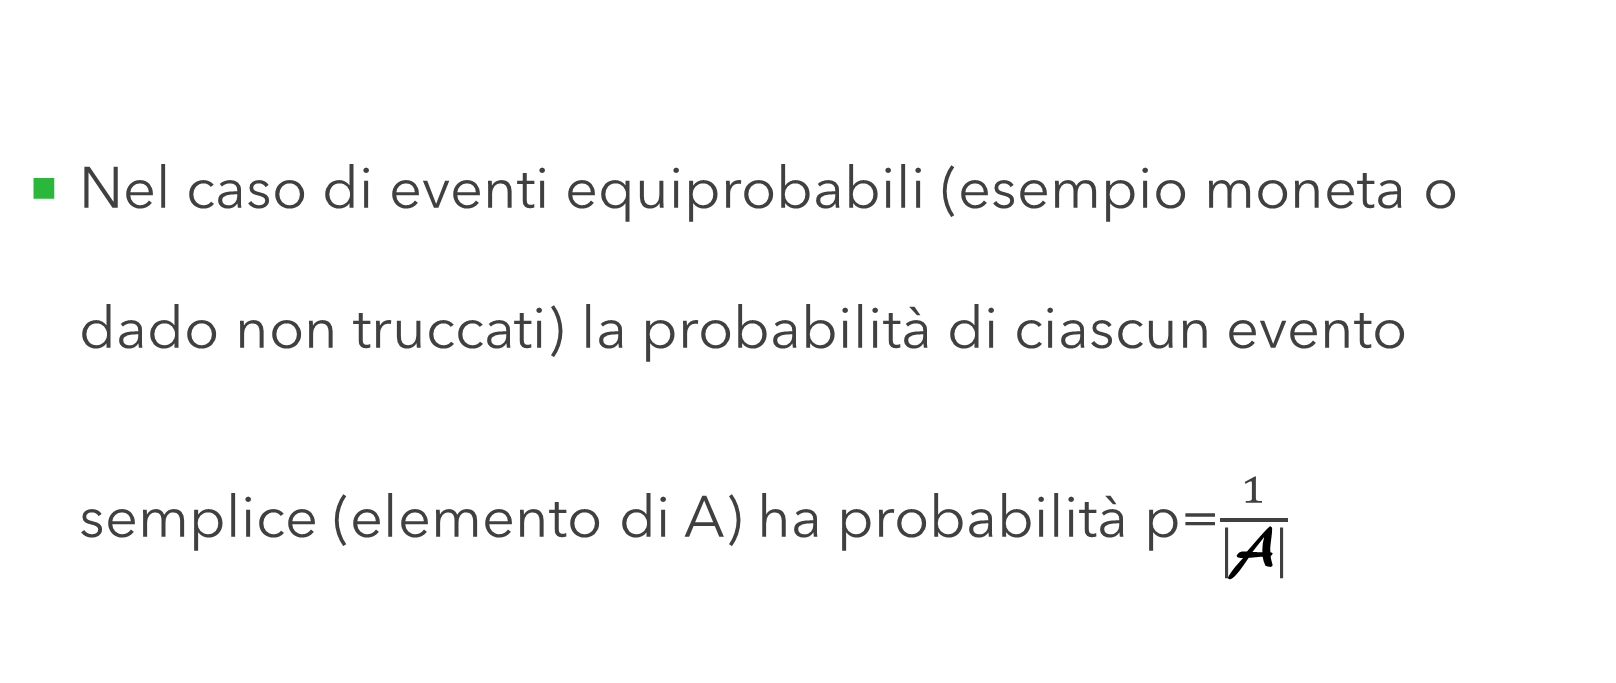 Nel caso di eventi equiprobabili (esempio moneta o
dado non truccati) la probabilità di ciascun evento
semplice (elemento di A) ha probabilità p=1/|𝒜|